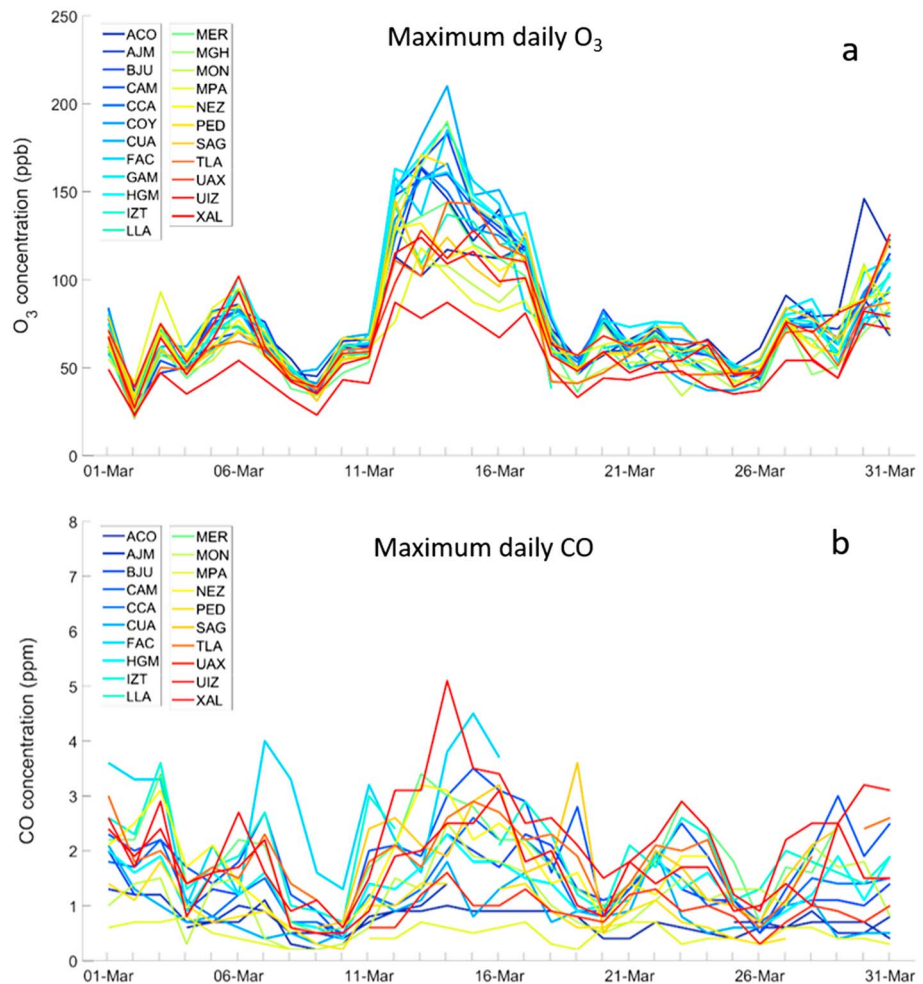 Maximum daily O3
a
250
200
150
100
50
0
O3 concentration (ppb)
ACO
AJM
BJU
CAM
CCA
COY
CUA
FAC
GAM
HGM
IZT
LLA
MER
MGH
MON
MPA
NEZ
PED
SAG
TLA
UAX
UIZ
XAL
01-Mar 06-Mar 11-Mar 16-Mar 21-Mar 26-Mar 31-Mar
Maximum daily CO
b
8
7
6
5
4
3
2
1
0
CO concentration (ppm)
ACO
AJM
BJU
CAM
CCA
CUA
FAC
HGM
IZT
LLA
MER
MON
MPA
NEZ
PED
SAG
TLA
UAX
UIZ
XAL
01-Mar 06-Mar 11-Mar 16-Mar 21-Mar 26-Mar 31-Mar